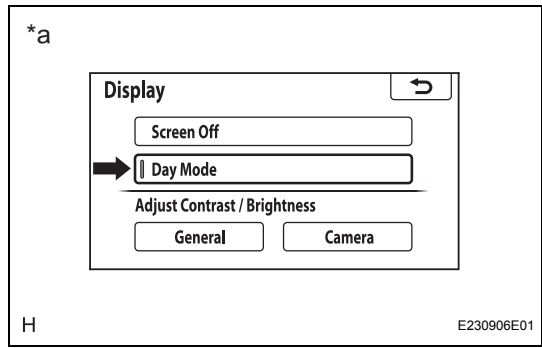 *a
Display
Screen Off
Day Mode
Adjust Contrast / Brightness
General Camera
H E230906E01